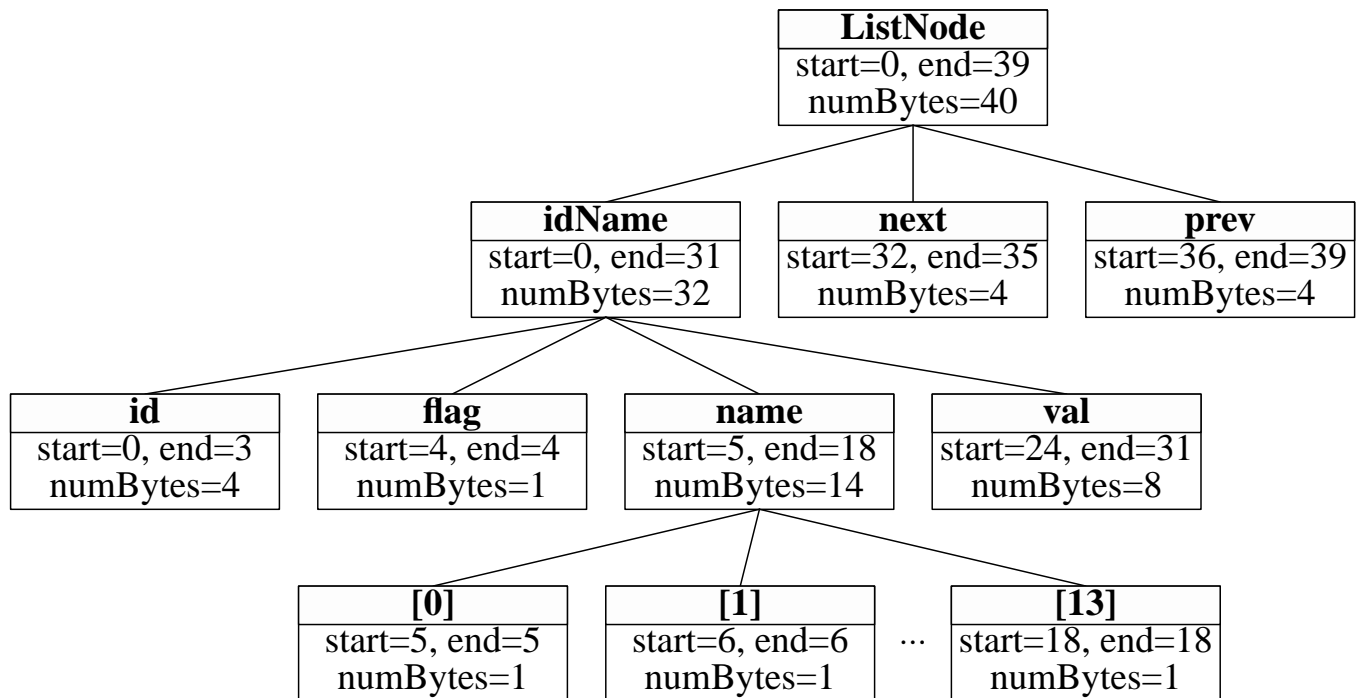 ListNode
start=0, end=39
numBytes=40
idName
start=0, end=31
numBytes=32
next
start=32, end=35
numBytes=4
prev
start=36, end=39
numBytes=4
id
start=0, end=3
numBytes=4
flag
start=4, end=4
numBytes=1
name
start=5, end=18
numBytes=14
val
start=24, end=31
numBytes=8
[0]
start=5, end=5
numBytes=1
[1]
start=6, end=6
numBytes=1
...
[13]
start=18, end=18
numBytes=1